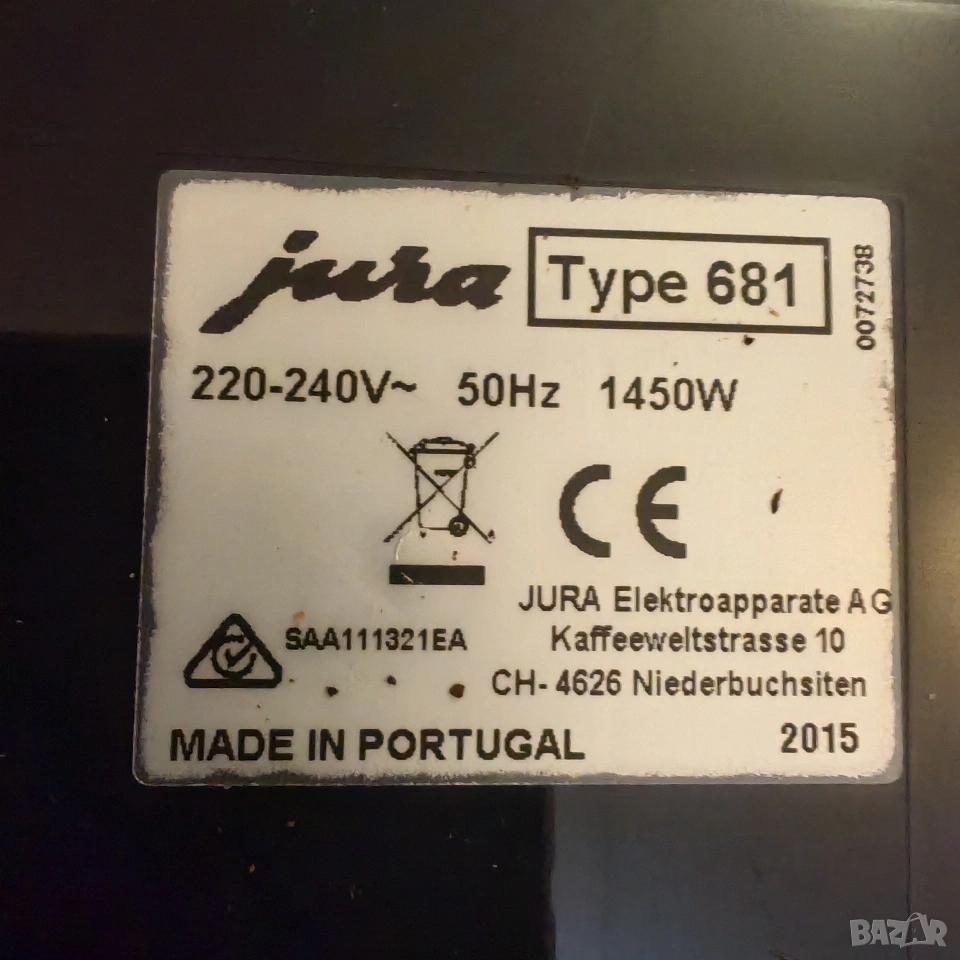 jura
Type 681
0072738
220-240V~ 50Hz 1450W
CE
JURA Elektroapparate AG
SAA111321EA
Kaffeeweltstrasse 10
CH- 4626 Niederbuchsiten
MADE IN PORTUGAL
2015
BAZAR